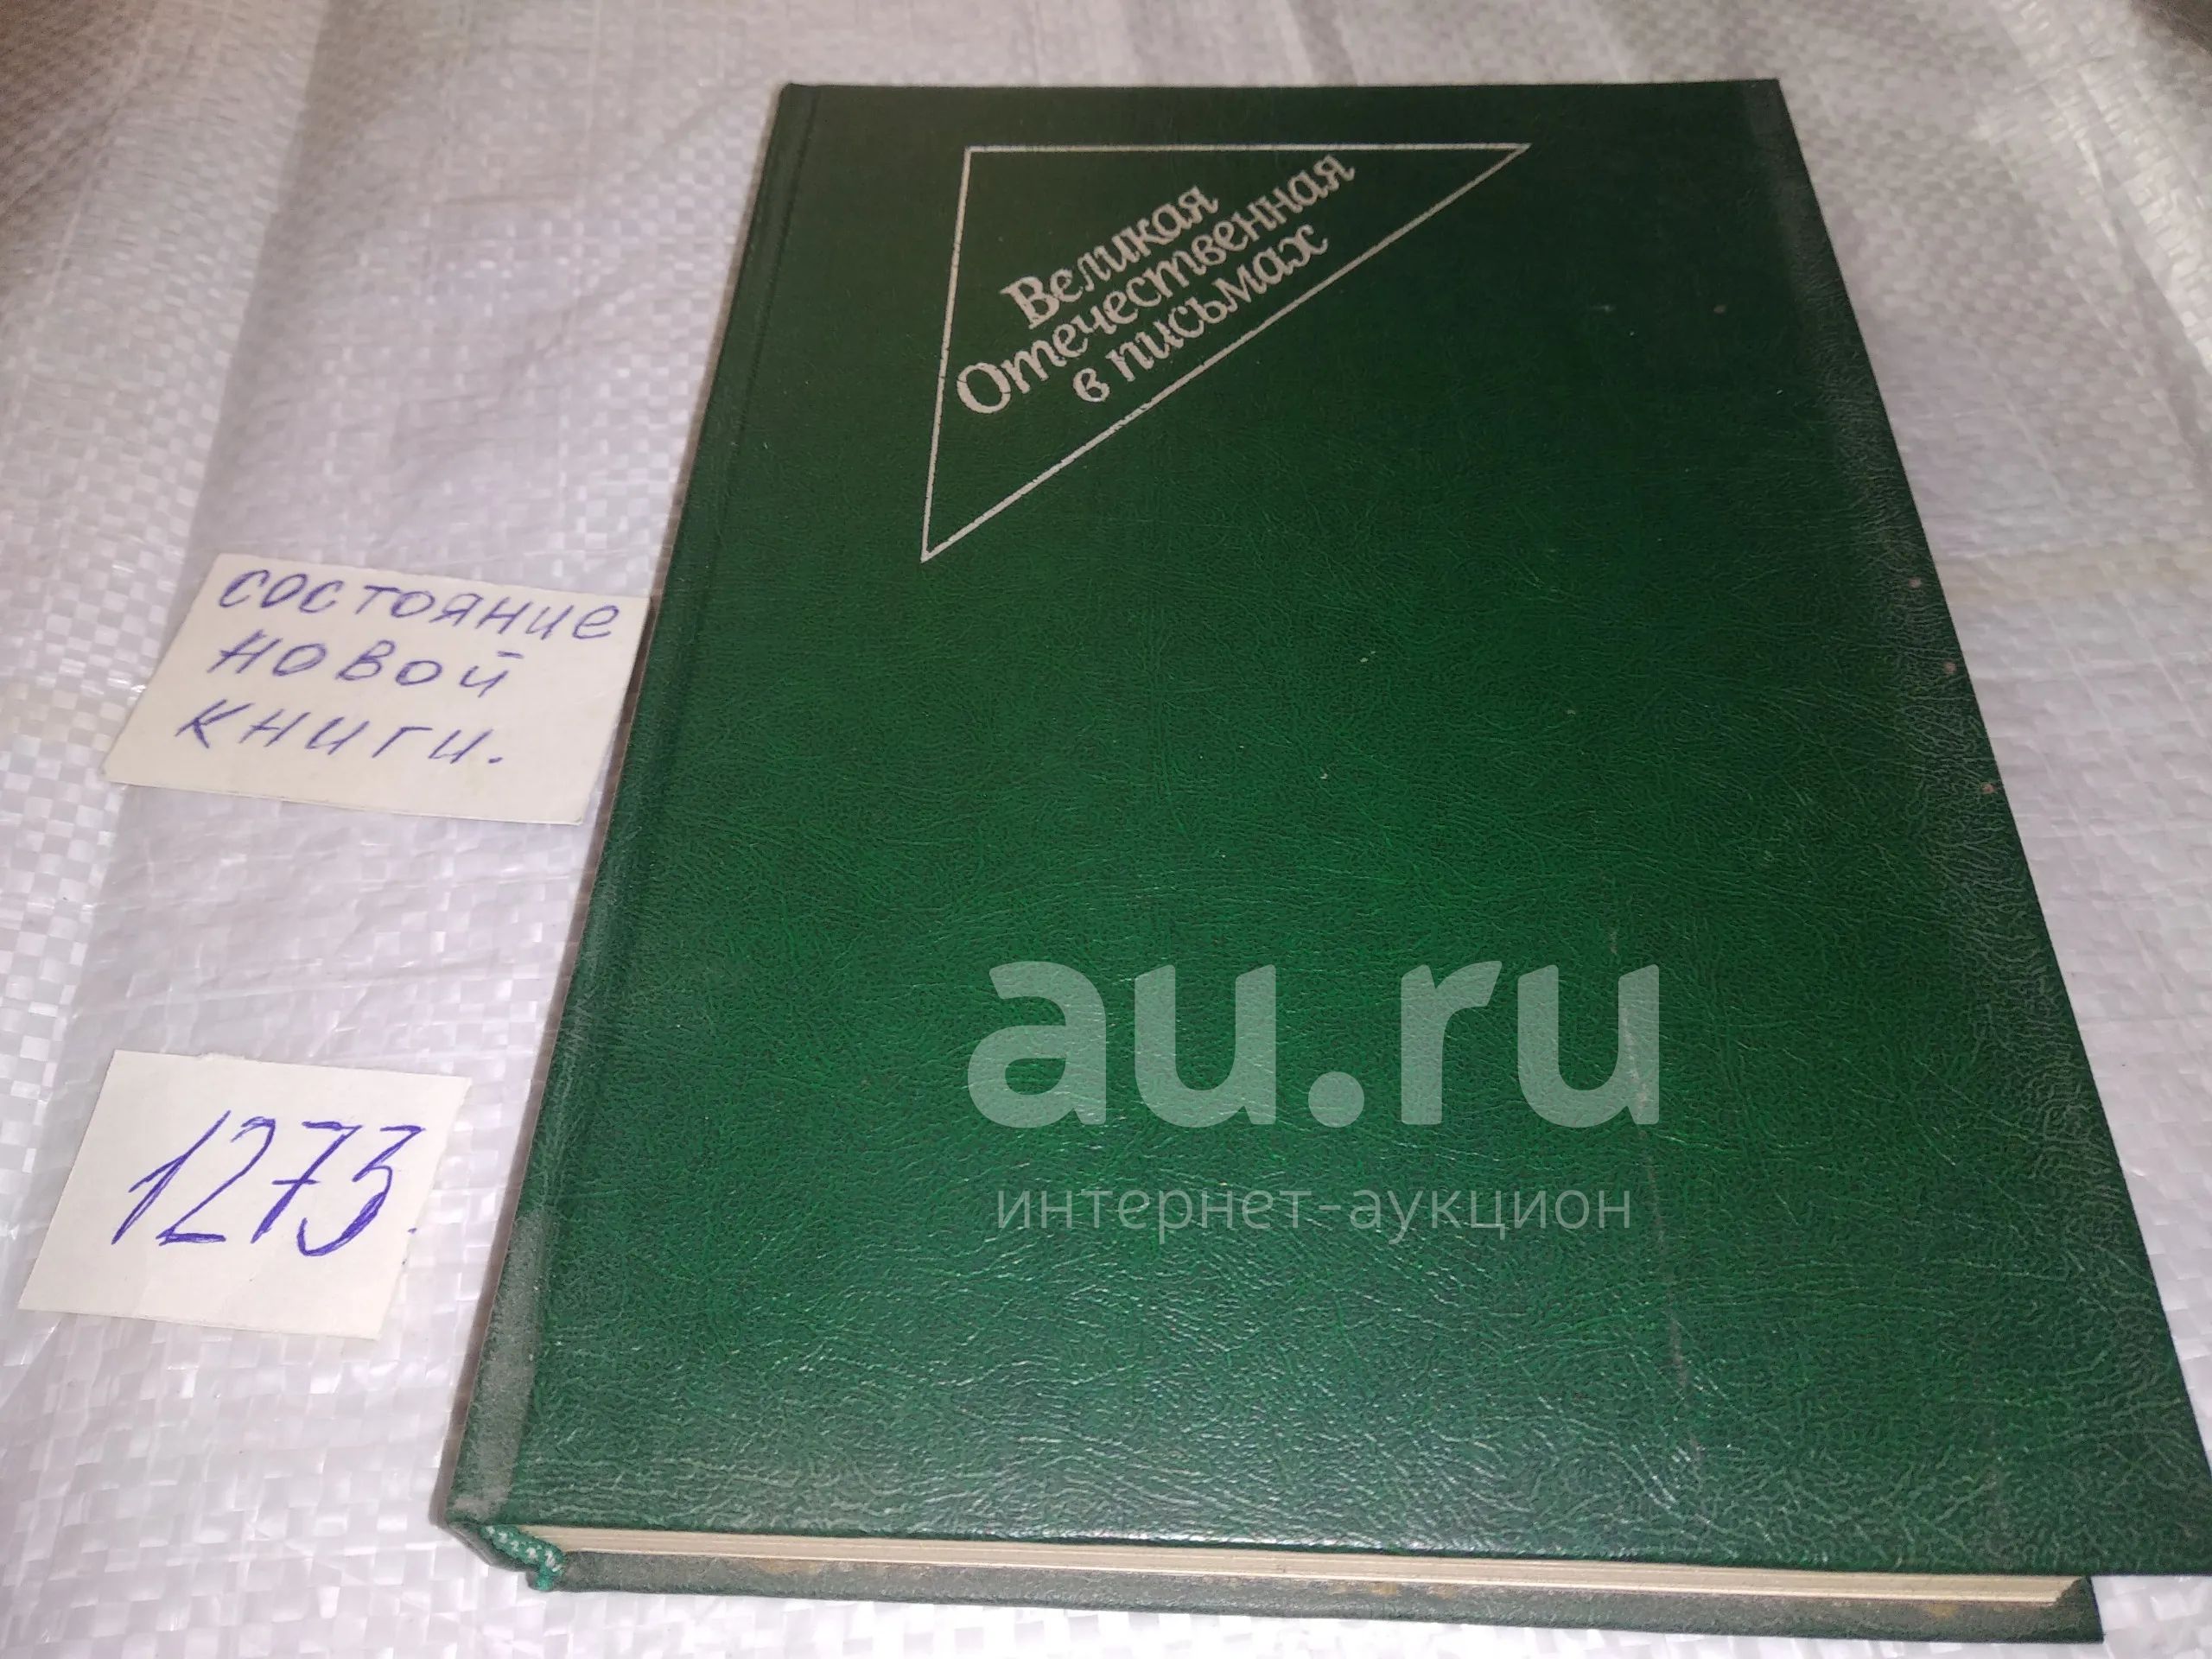 Великая
Отечественная
в письмах
состояние
новой
книги.
1273.
au.ru
интернет-аукцион